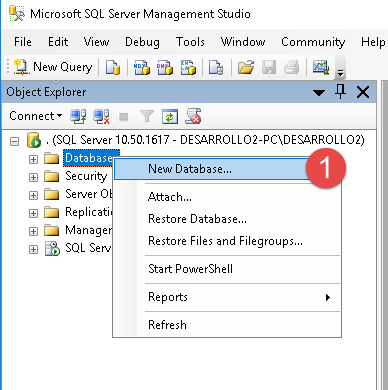 Microsoft SQL Server Management Studio
File Edit View Debug Tools Window Community Help
New Query
Object Explorer
Connect
. (SQL Server 10.50.1617 - DESARROLLO2-PC\DESARROLLO2)
Database
New Database... 1
Security
Attach...
Server Ob
Restore Database...
Replicatio
Restore Files and Filegroups...
Manage
SQL Serv
Start PowerShell
Reports
Refresh